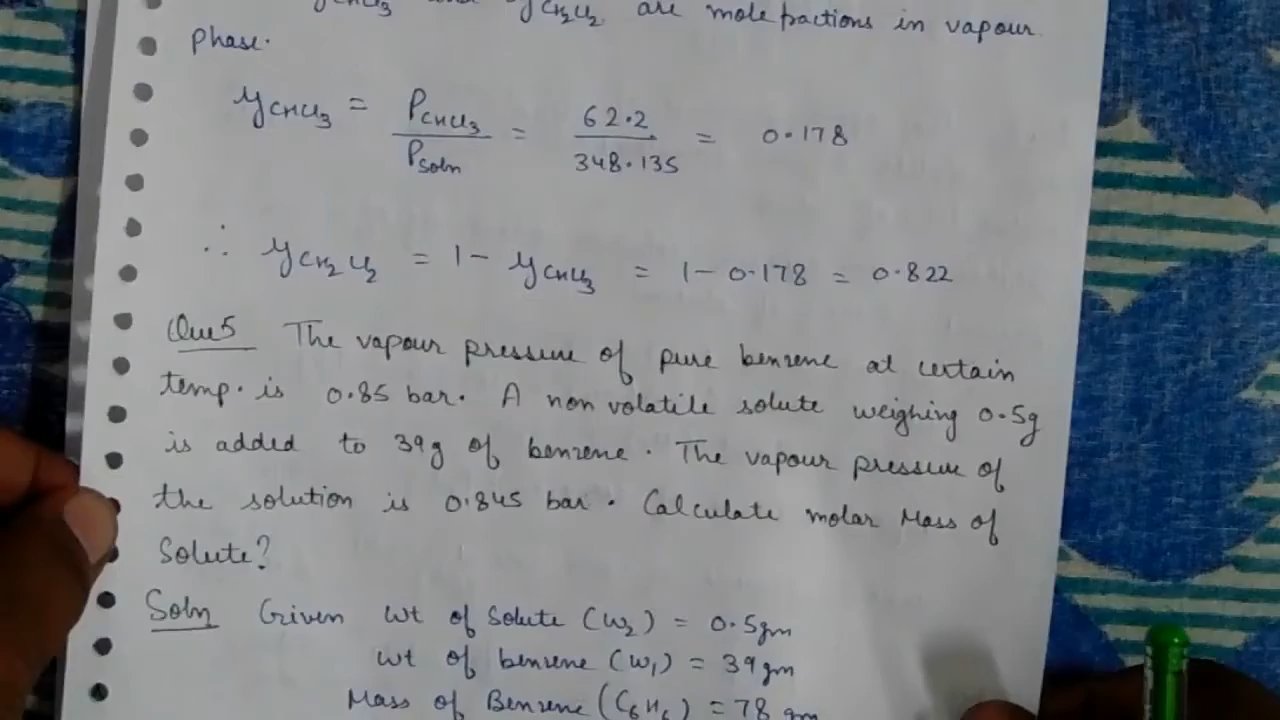 are mole fractions in vapour
phase.
yCHCl3 = PCHCl3 / Psoln = 62.2 / 348.135 = 0.178
∴ yCH2Cl2 = 1 - yCHCl3 = 1 - 0.178 = 0.822
Que5 The vapour pressure of pure benzene at certain
temp. is 0.85 bar. A non volatile solute weighing 0.5g
is added to 39g of benzene. The vapour pressure of
the solution is 0.845 bar. Calculate molar Mass of
Solute?
Soln Given wt of Solute (w2) = 0.5gm
wt of benzene (w1) = 39gm
Mass of Benzene (C6H6) = 78 gm